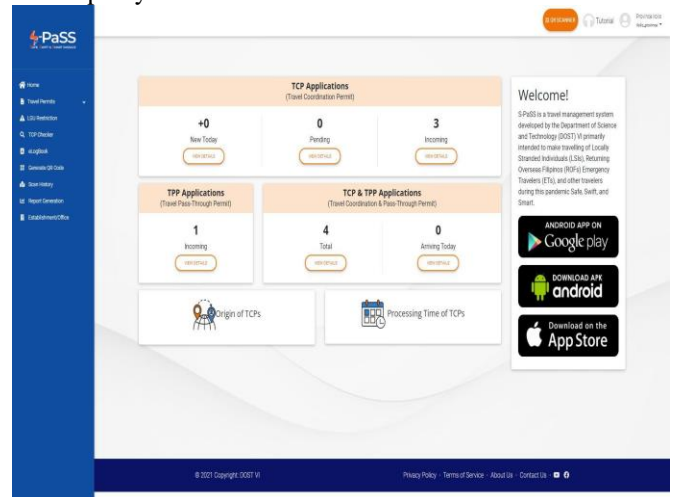 QR SCANNER
Tutorial
S-PaSS
Home
Travel Permits
LGU Restriction
TCP Checker
eLogbook
Generate QR Code
Scan History
Report Generation
Establishment/Office
TCP Applications
(Travel Coordination Permit)
+0
0
3
New Today
Pending
Incoming
VIEW DETAILS
VIEW DETAILS
VIEW DETAILS
TPP Applications
(Travel Pass-Through Permit)
1
Incoming
VIEW DETAILS
TCP & TPP Applications
(Travel Coordination & Pass-Through Permit)
4
0
Total
Arriving Today
VIEW DETAILS
VIEW DETAILS
Origin of TCPs
Processing Time of TCPs
Welcome!
S-PaSS is a travel management system
developed by the Department of Science
and Technology (DOST) VI primarily
intended to make travelling of Locally
Stranded Individuals (LSIs), Returning
Overseas Filipinos (ROFs) Emergency
Travelers (ETs), and other travelers
during this pandemic Safe, Swift, and
Smart.
ANDROID APP ON
Google play
DOWNLOAD APK
android
Download on the
App Store
© 2021 Copyright: DOST VI
Privacy Policy - Terms of Service - About Us - Contact Us -